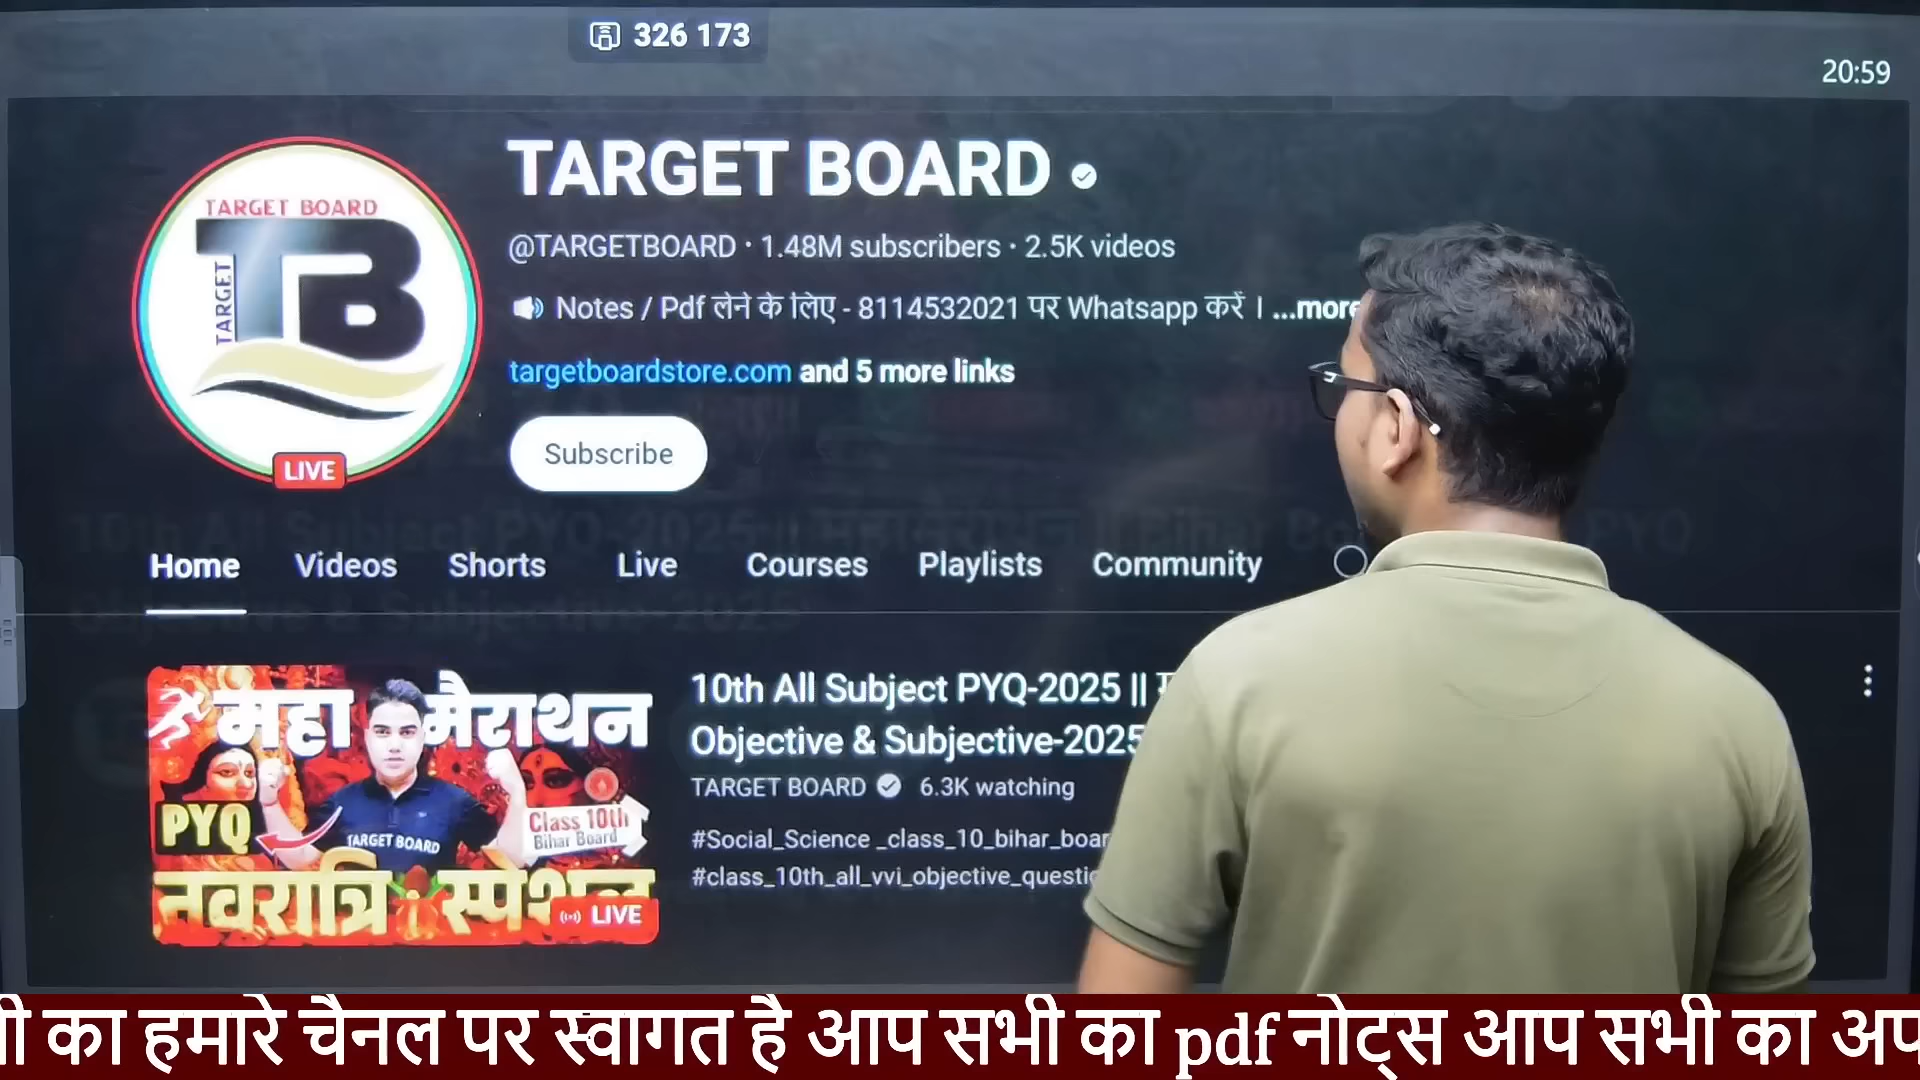 326 173
20:59
TARGET BOARD
TARGET BOARD
TARGET
TB
LIVE
@TARGETBOARD · 1.48M subscribers · 2.5K videos
Notes / Pdf लेने के लिए - 8114532021 पर Whatsapp करें । ...more
targetboardstore.com and 5 more links
Subscribe
Home Videos Shorts Live Courses Playlists Community
महा मैराथन
PYQ
TARGET BOARD
Class 10th
Bihar Board
नवरात्रि स्पेशल
LIVE
10th All Subject PYQ-2025 ||
Objective & Subjective-2025
TARGET BOARD 6.3K watching
#Social_Science _class_10_bihar_boar
#class_10th_all_vvi_objective_questi
का हमारे चैनल पर स्वागत है आप सभी का pdf नोट्स आप सभी का अप